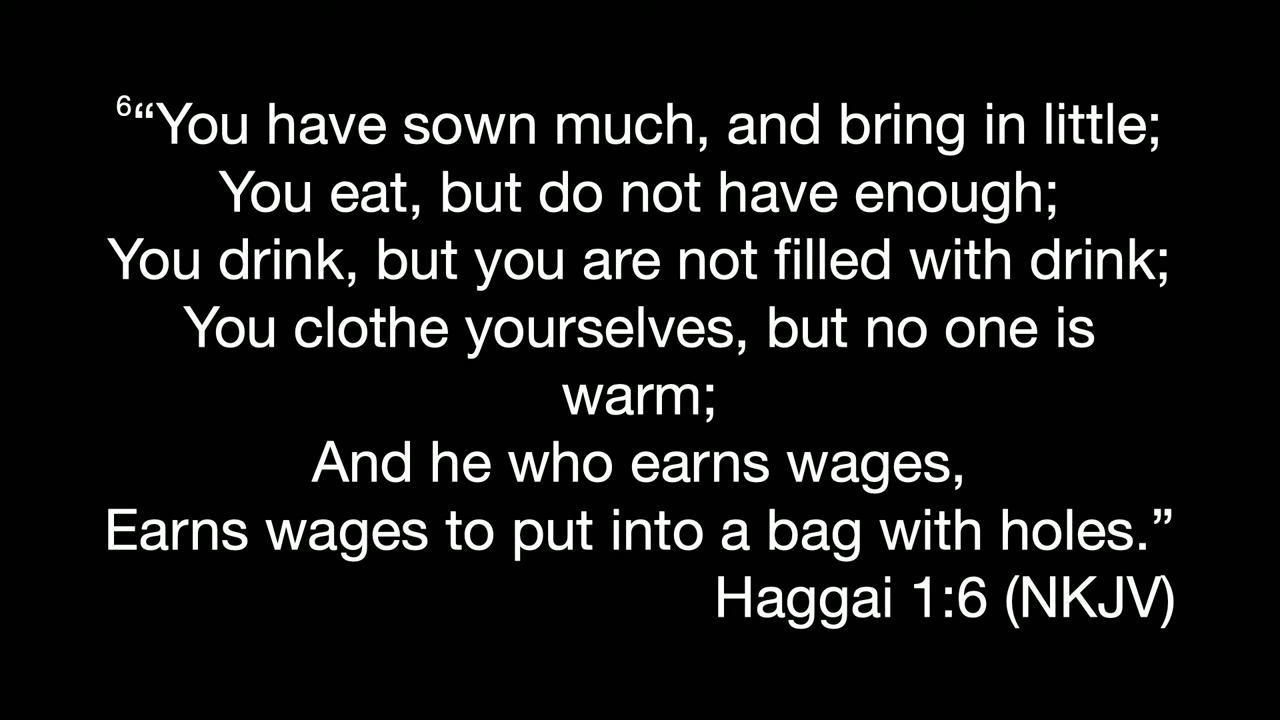 6“You have sown much, and bring in little;
You eat, but do not have enough;
You drink, but you are not filled with drink;
You clothe yourselves, but no one is
warm;
And he who earns wages,
Earns wages to put into a bag with holes.”
Haggai 1:6 (NKJV)